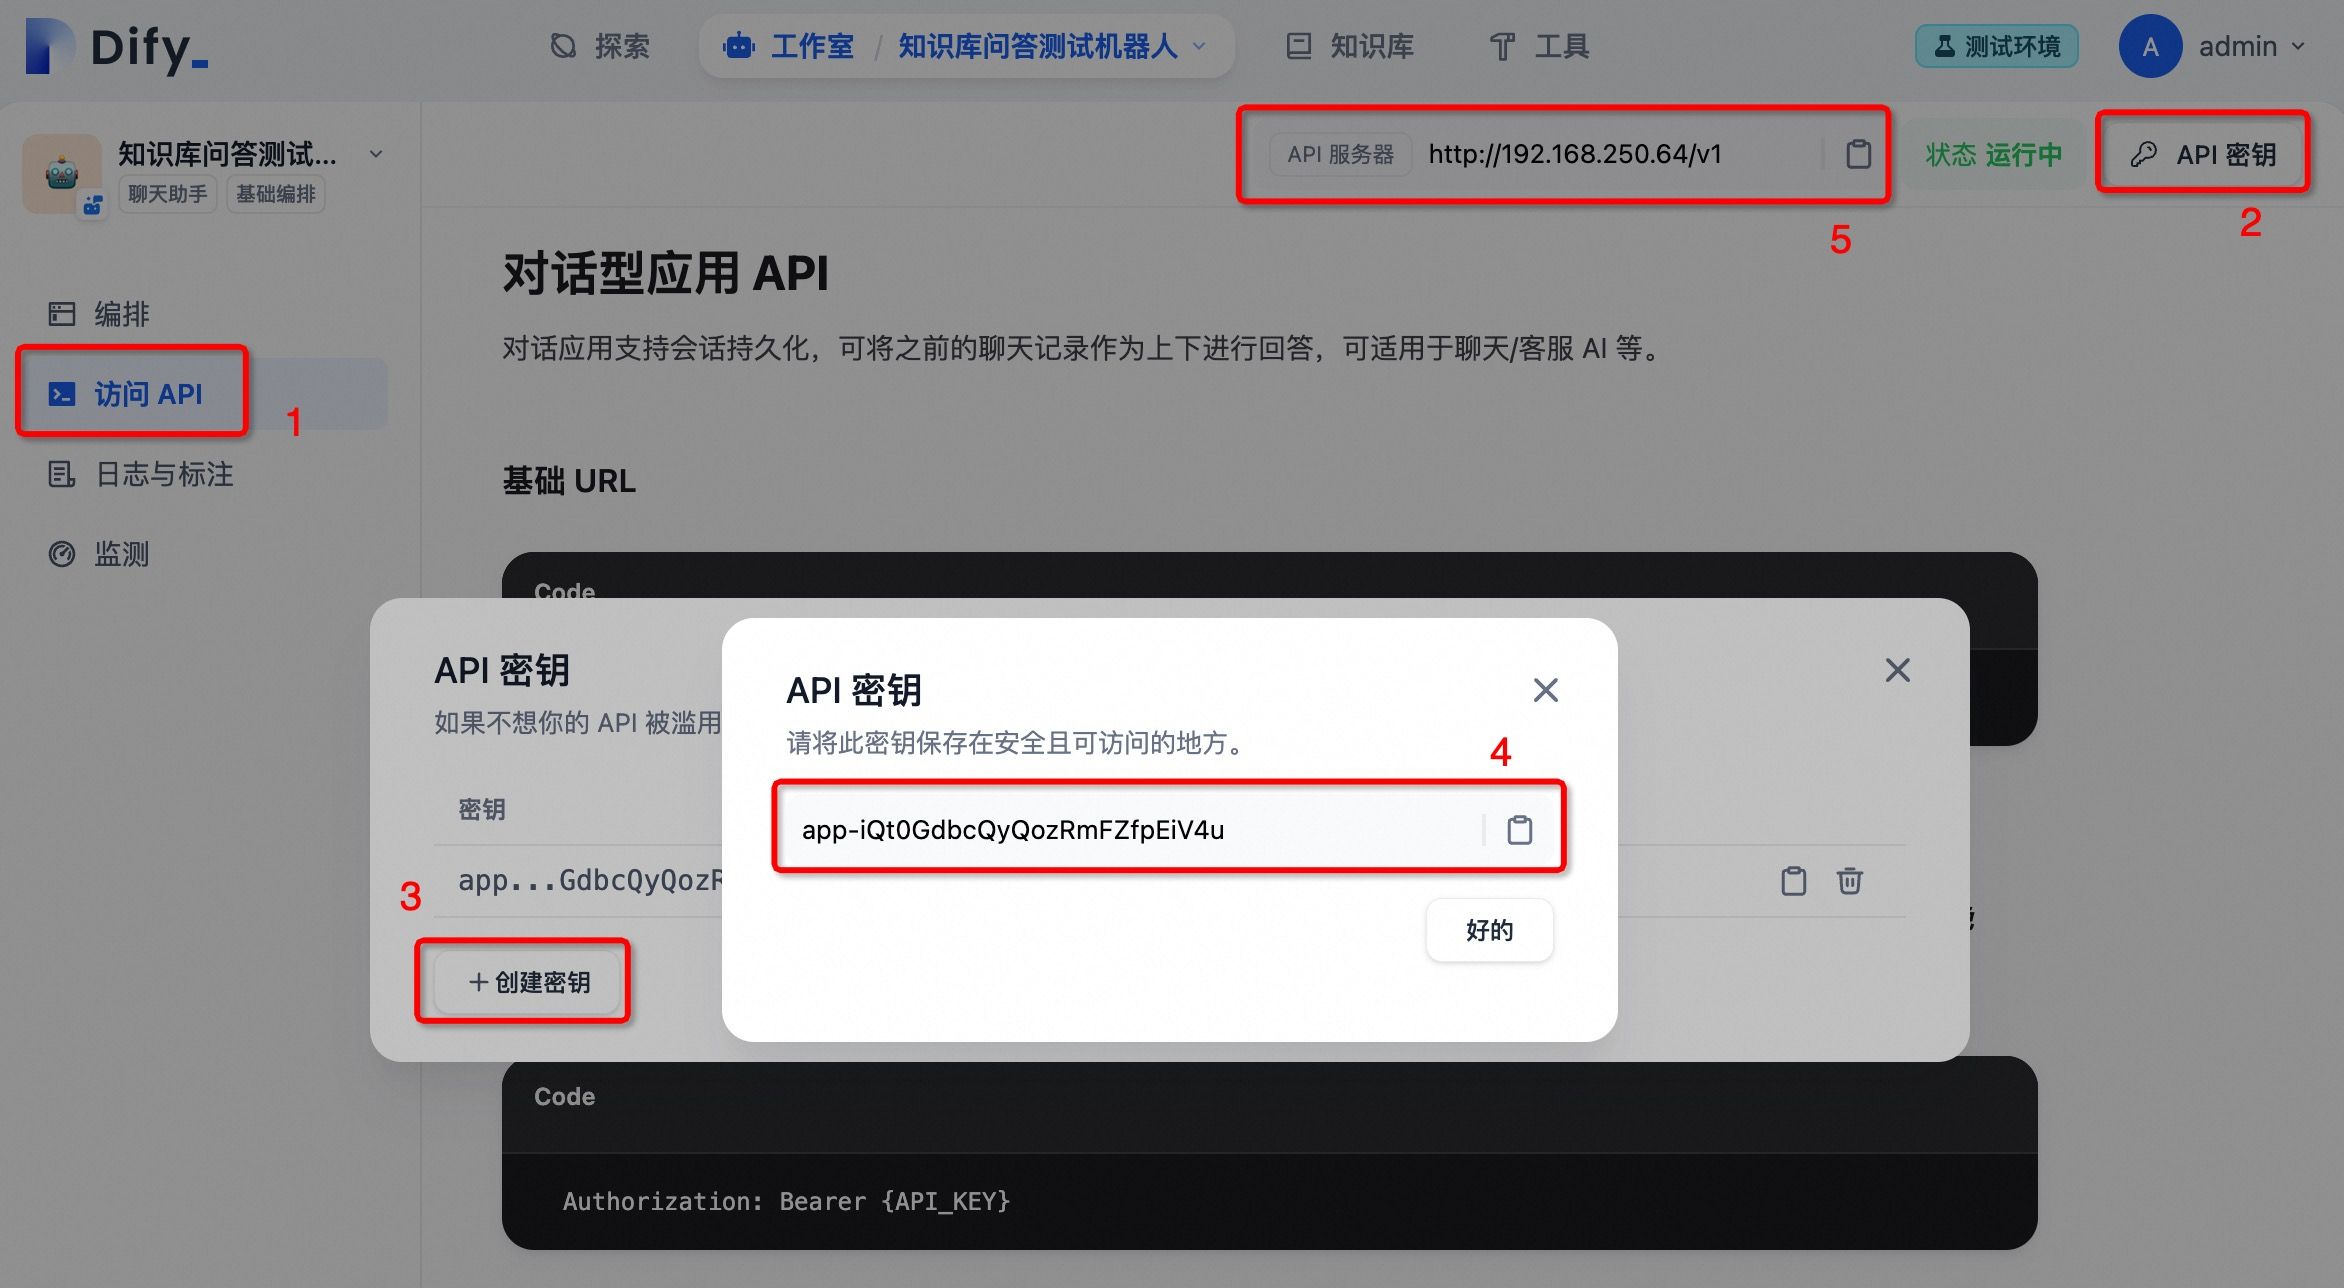 Dify_
探索
工作室 / 知识库问答测试机器人
知识库
工具
测试环境
A
admin
知识库问答测试...
聊天助手
基础编排
API 服务器
http://192.168.250.64/v1
状态 运行中
API 密钥
5
2
编排
访问 API
1
日志与标注
监测
对话型应用 API
对话应用支持会话持久化，可将之前的聊天记录作为上下进行回答，可适用于聊天/客服 AI 等。
基础 URL
Code
API 密钥
如果不想你的 API 被滥用
密钥
app...GdbcQyQozR
3
+ 创建密钥
API 密钥
请将此密钥保存在安全且可访问的地方。
4
app-iQt0GdbcQyQozRmFZfpEiV4u
好的
Code
Authorization: Bearer {API_KEY}